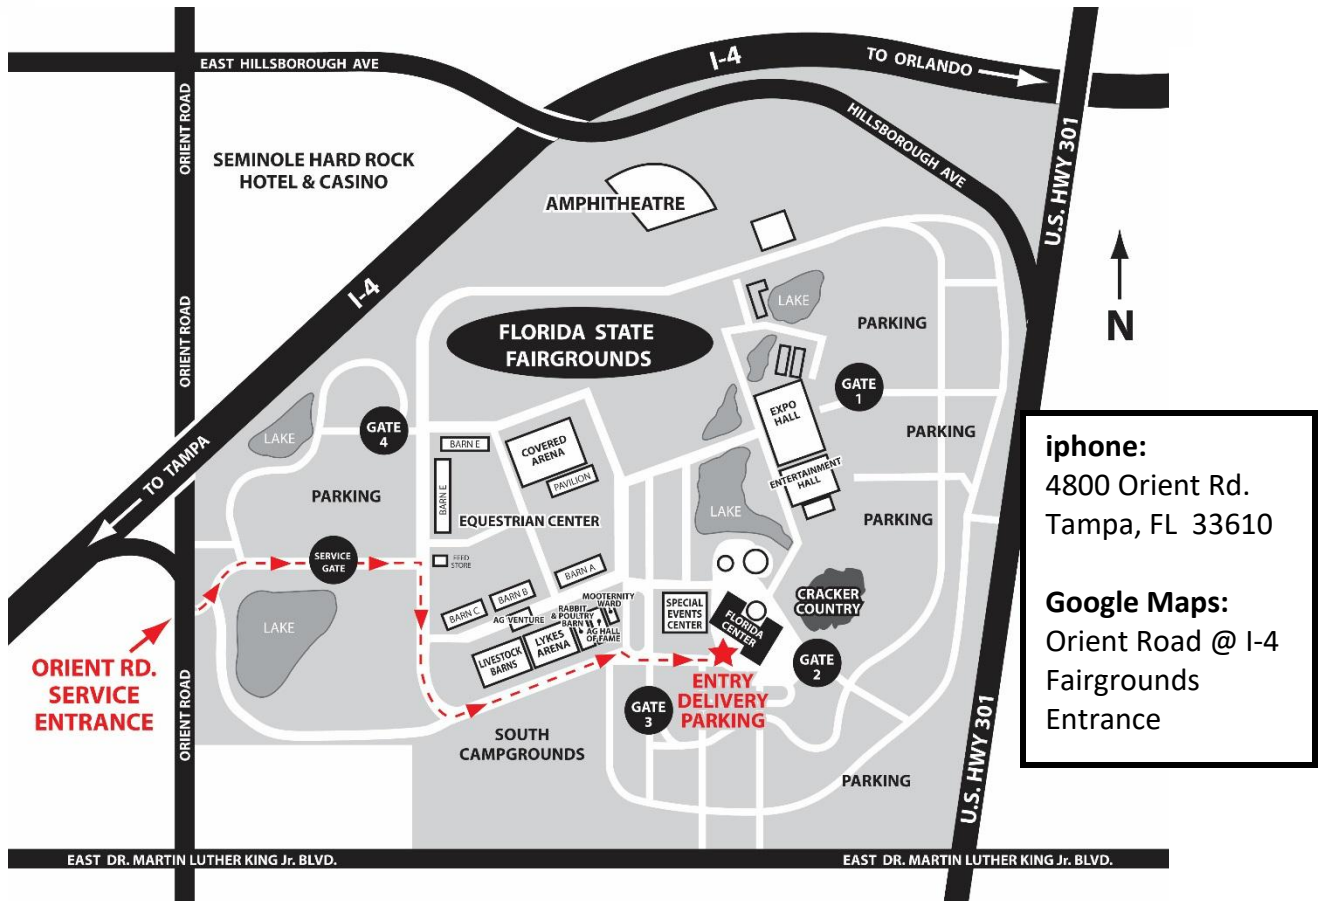 EAST HILLSBOROUGH AVE
I-4
TO ORLANDO
ORIENT ROAD
HILLSBOROUGH AVE
U.S. HWY 301
SEMINOLE HARD ROCK
HOTEL & CASINO
AMPHITHEATRE
N
I-4
ORIENT ROAD
FLORIDA STATE
FAIRGROUNDS
LAKE
PARKING
GATE
1
EXPO
HALL
PARKING
LAKE
GATE
4
TO TAMPA
BARN E
COVERED
ARENA
PAVILION
BARN E
PARKING
EQUESTRIAN CENTER
ENTERTAINMENT
HALL
LAKE
PARKING
iphone:
4800 Orient Rd.
Tampa, FL 33610
Google Maps:
Orient Road @ I-4
Fairgrounds
Entrance
SERVICE
GATE
FEED
STORE
BARN A
BARN B
BARN C
AG VENTURE
MOOTERNITY
WARD
RABBIT
& POULTRY
BARN
AG HALL
OF FAME
LYKES
ARENA
LIVESTOCK
BARNS
SPECIAL
EVENTS
CENTER
FLORIDA
CENTER
CRACKER
COUNTRY
LAKE
ORIENT RD.
SERVICE
ENTRANCE
ORIENT ROAD
GATE
2
ENTRY
DELIVERY
PARKING
GATE
3
SOUTH
CAMPGROUNDS
PARKING
U.S. HWY 301
EAST DR. MARTIN LUTHER KING Jr. BLVD.
EAST DR. MARTIN LUTHER KING Jr. BLVD.